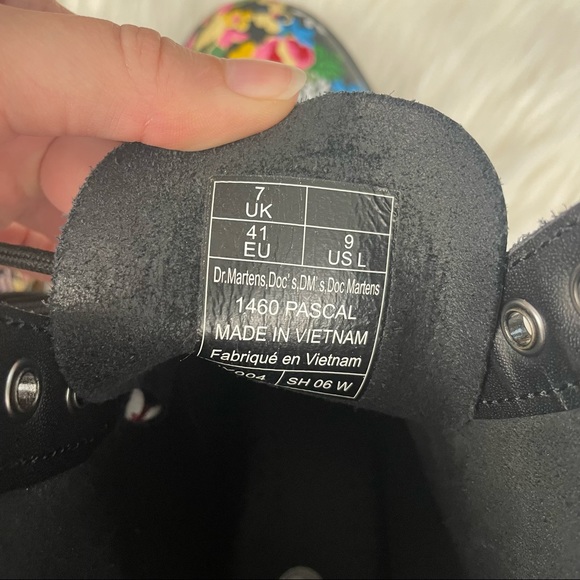 7
UK
41
EU
9
US L
Dr.Martens,Doc's,DM's,Doc Martens
1460 PASCAL
MADE IN VIETNAM
Fabriqué en Vietnam
SH 06 W